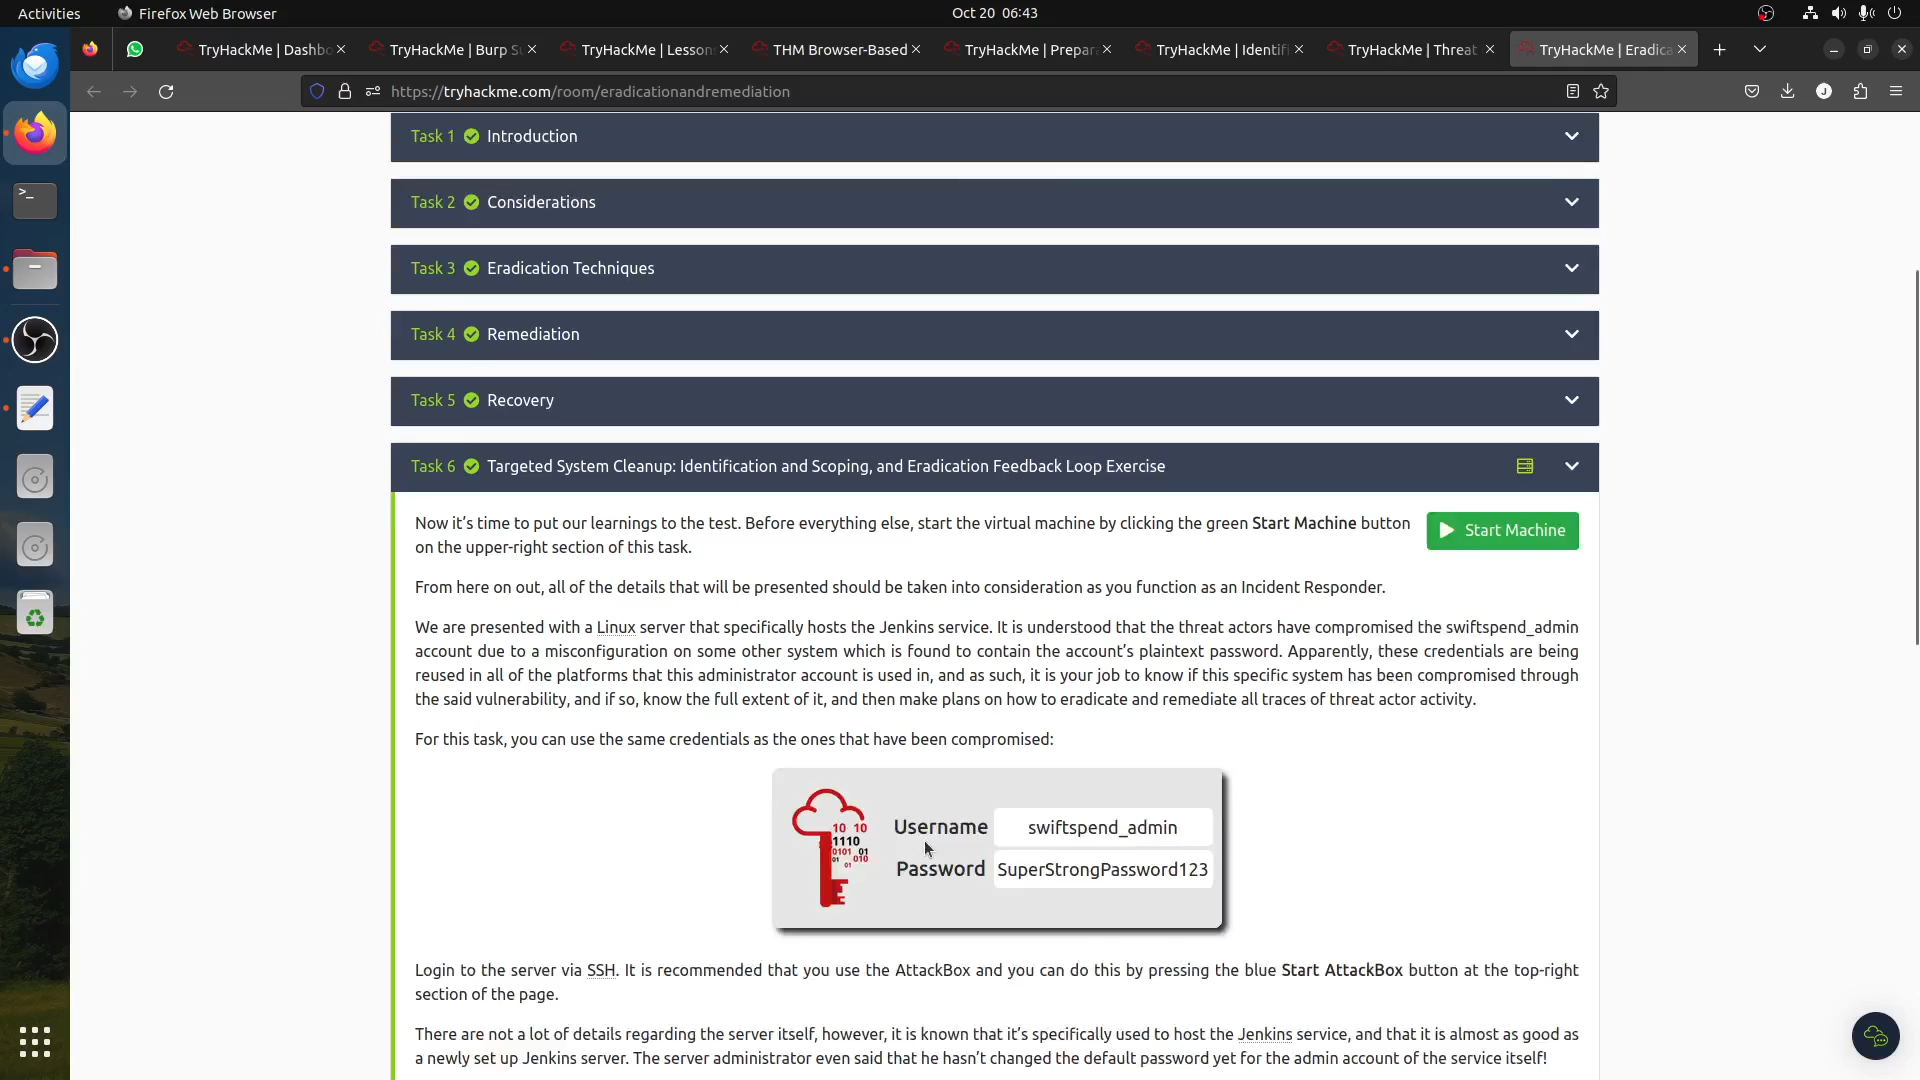 Activities
Firefox Web Browser
Oct 20 06:43
TryHackMe | Dashbo
TryHackMe | Burp Su
TryHackMe | Lesson
THM Browser-Based
TryHackMe | Prepar
TryHackMe | Identifi
TryHackMe | Threat
TryHackMe | Eradica
https://tryhackme.com/room/eradicationandremediation
J
Task 1 Introduction
Task 2 Considerations
Task 3 Eradication Techniques
Task 4 Remediation
Task 5 Recovery
Task 6 Targeted System Cleanup: Identification and Scoping, and Eradication Feedback Loop Exercise
Now it’s time to put our learnings to the test. Before everything else, start the virtual machine by clicking the green Start Machine button
on the upper-right section of this task.
Start Machine
From here on out, all of the details that will be presented should be taken into consideration as you function as an Incident Responder.
We are presented with a Linux server that specifically hosts the Jenkins service. It is understood that the threat actors have compromised the swiftspend_admin
account due to a misconfiguration on some other system which is found to contain the account’s plaintext password. Apparently, these credentials are being
reused in all of the platforms that this administrator account is used in, and as such, it is your job to know if this specific system has been compromised through
the said vulnerability, and if so, know the full extent of it, and then make plans on how to eradicate and remediate all traces of threat actor activity.
For this task, you can use the same credentials as the ones that have been compromised:
Username swiftspend_admin
Password SuperStrongPassword123
Login to the server via SSH. It is recommended that you use the AttackBox and you can do this by pressing the blue Start AttackBox button at the top-right
section of the page.
There are not a lot of details regarding the server itself, however, it is known that it’s specifically used to host the Jenkins service, and that it is almost as good as
a newly set up Jenkins server. The server administrator even said that he hasn’t changed the default password yet for the admin account of the service itself!